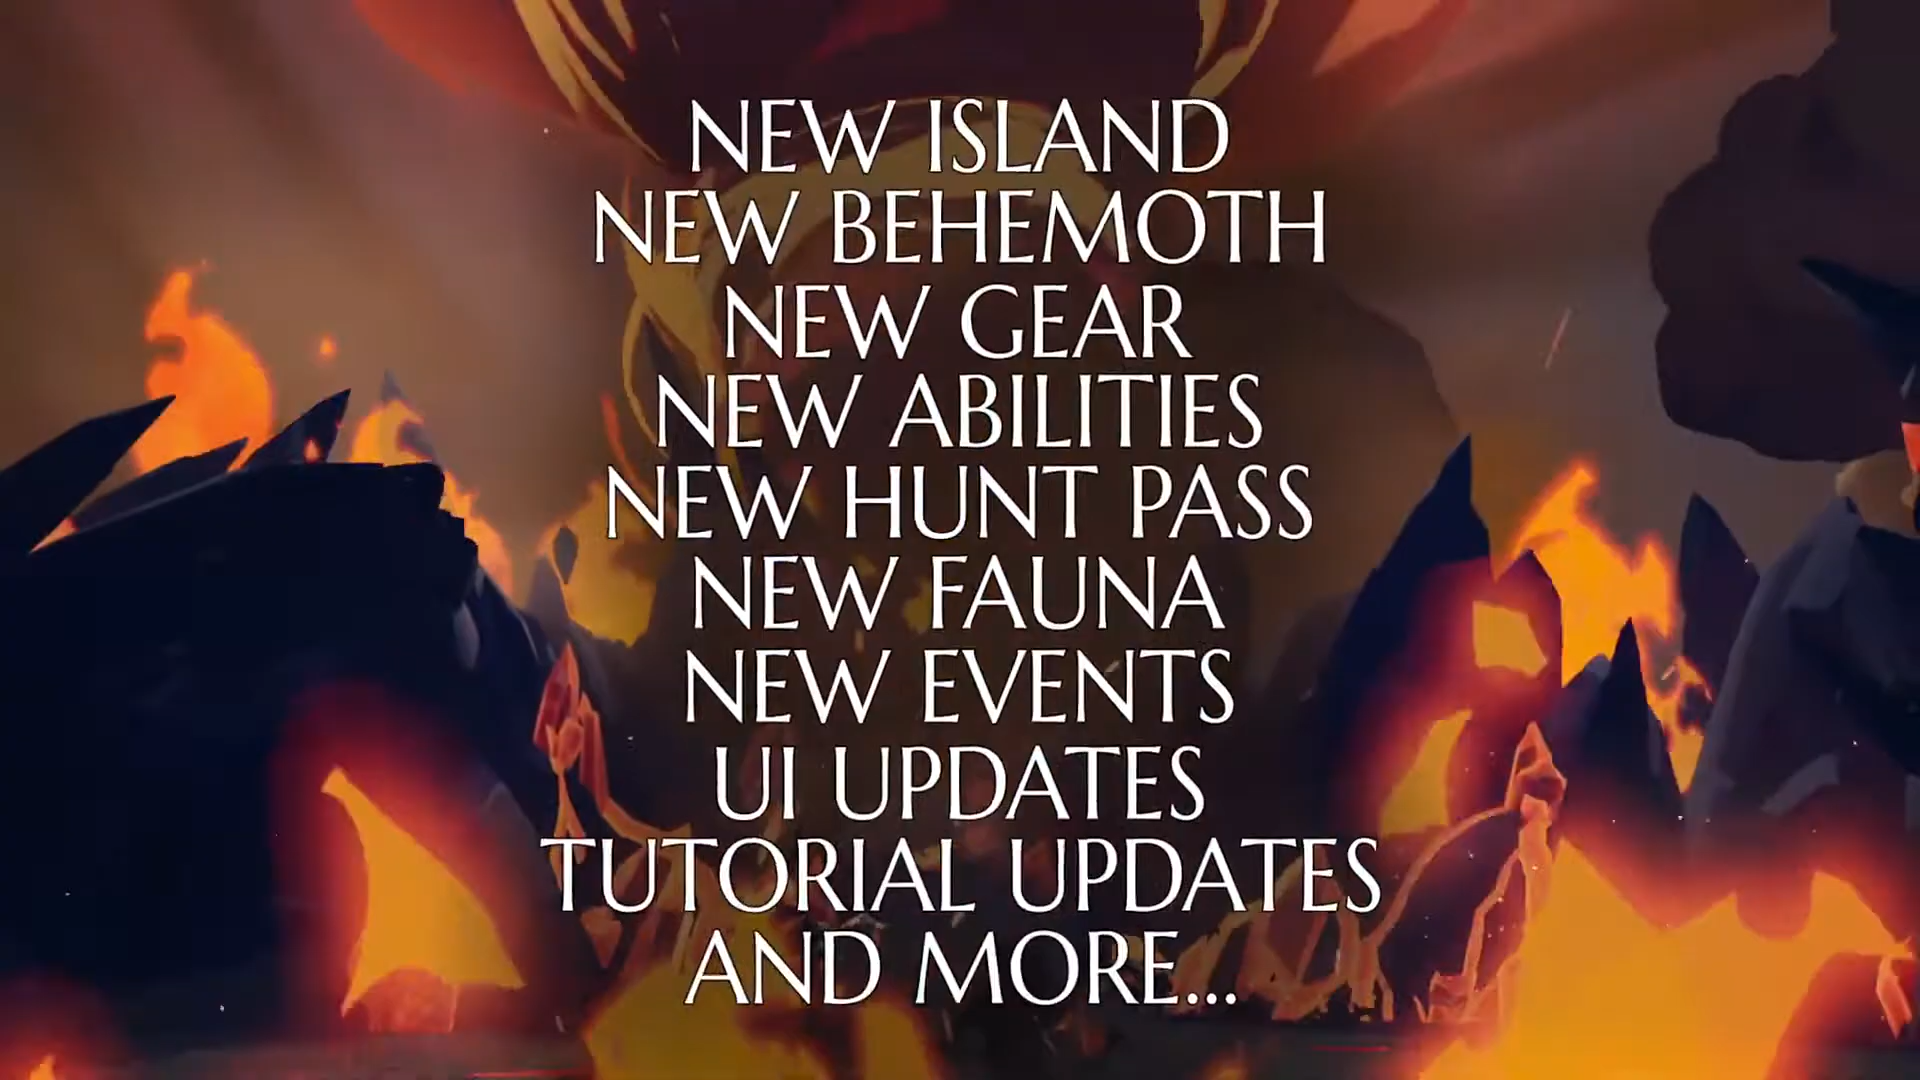 NEW ISLAND
NEW BEHEMOTH
NEW GEAR
NEW ABILITIES
NEW HUNT PASS
NEW FAUNA
NEW EVENTS
UI UPDATES
TUTORIAL UPDATES
AND MORE...